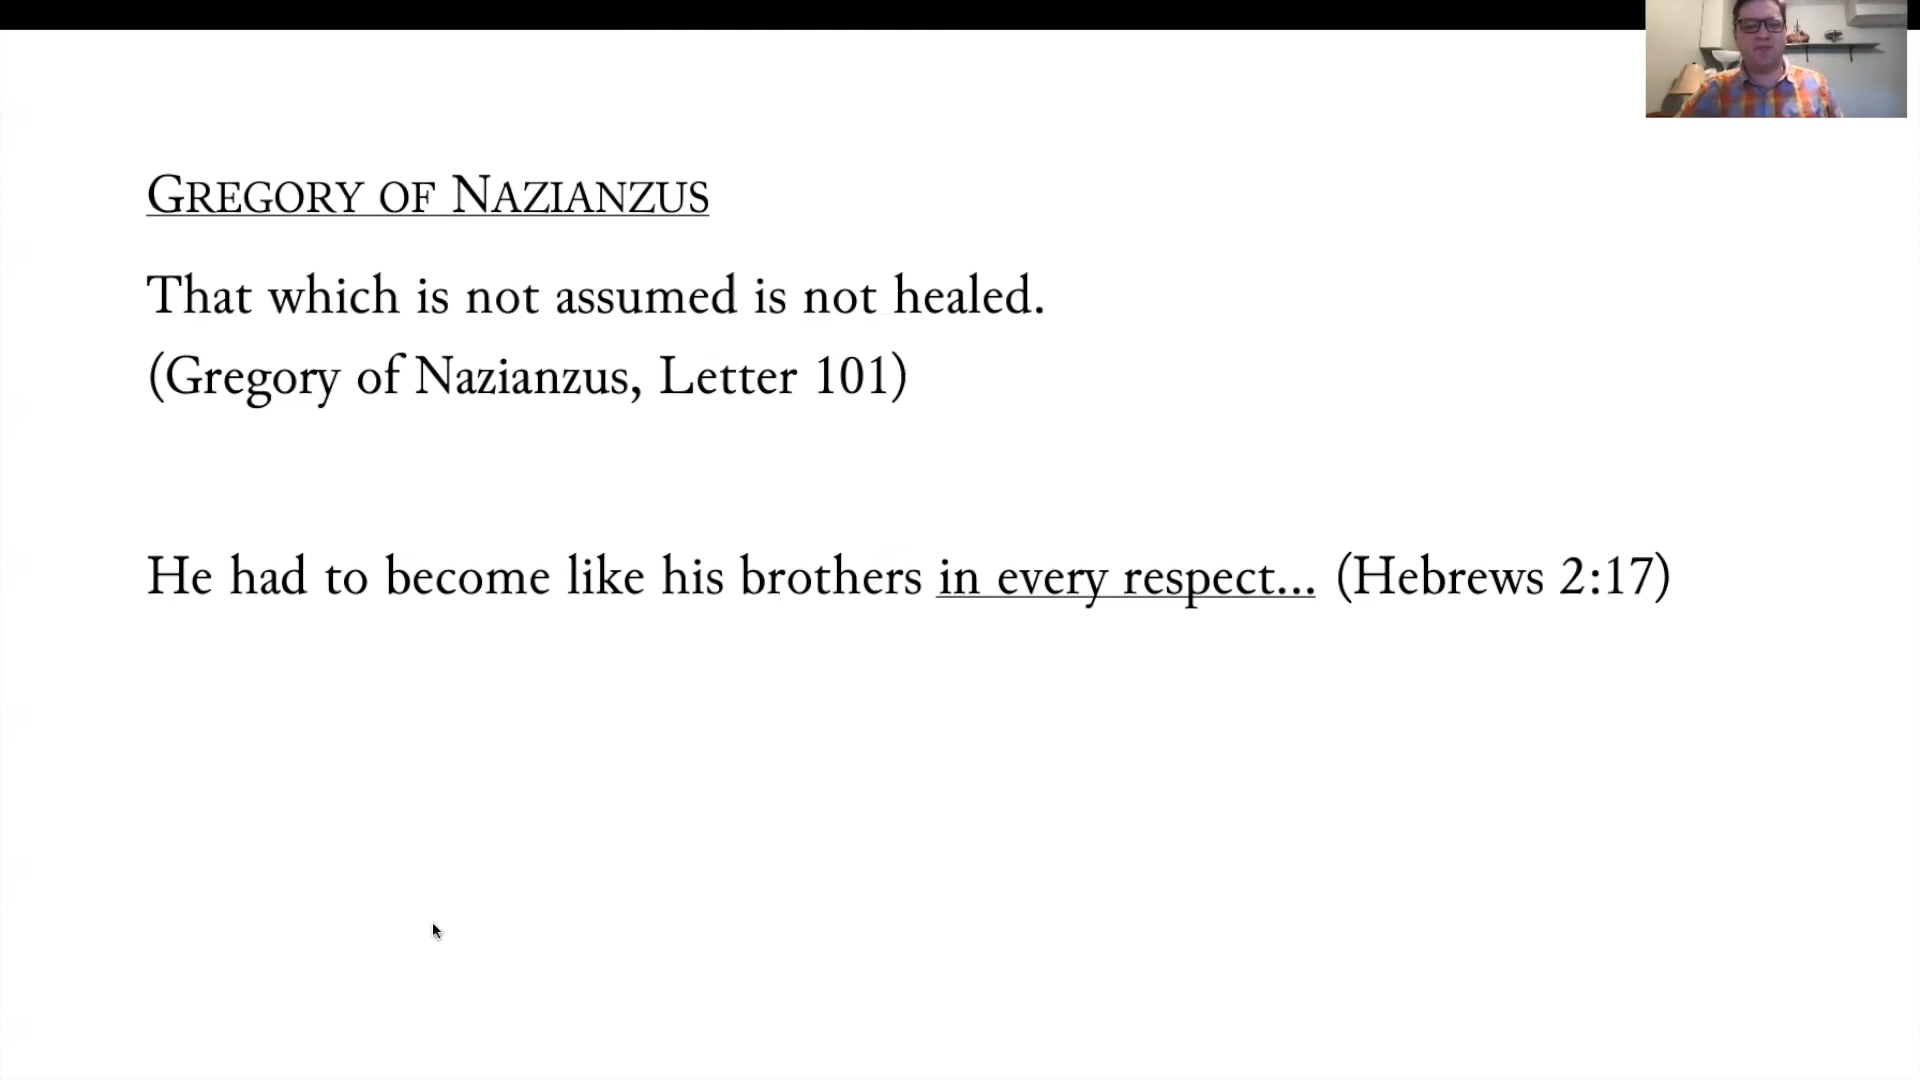 GREGORY OF NAZIANZUS
That which is not assumed is not healed.
(Gregory of Nazianzus, Letter 101)
He had to become like his brothers in every respect... (Hebrews 2:17)